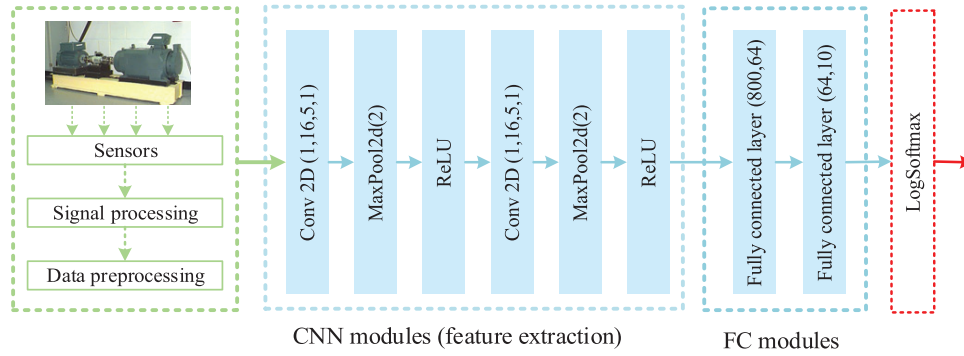 Sensors
Signal processing
Data preprocessing
Conv 2D (1,16,5,1)
MaxPool2d(2)
ReLU
Conv 2D (1,16,5,1)
MaxPool2d(2)
ReLU
CNN modules (feature extraction)
Fully connected layer (800,64)
Fully connected layer (64,10)
FC modules
LogSoftmax